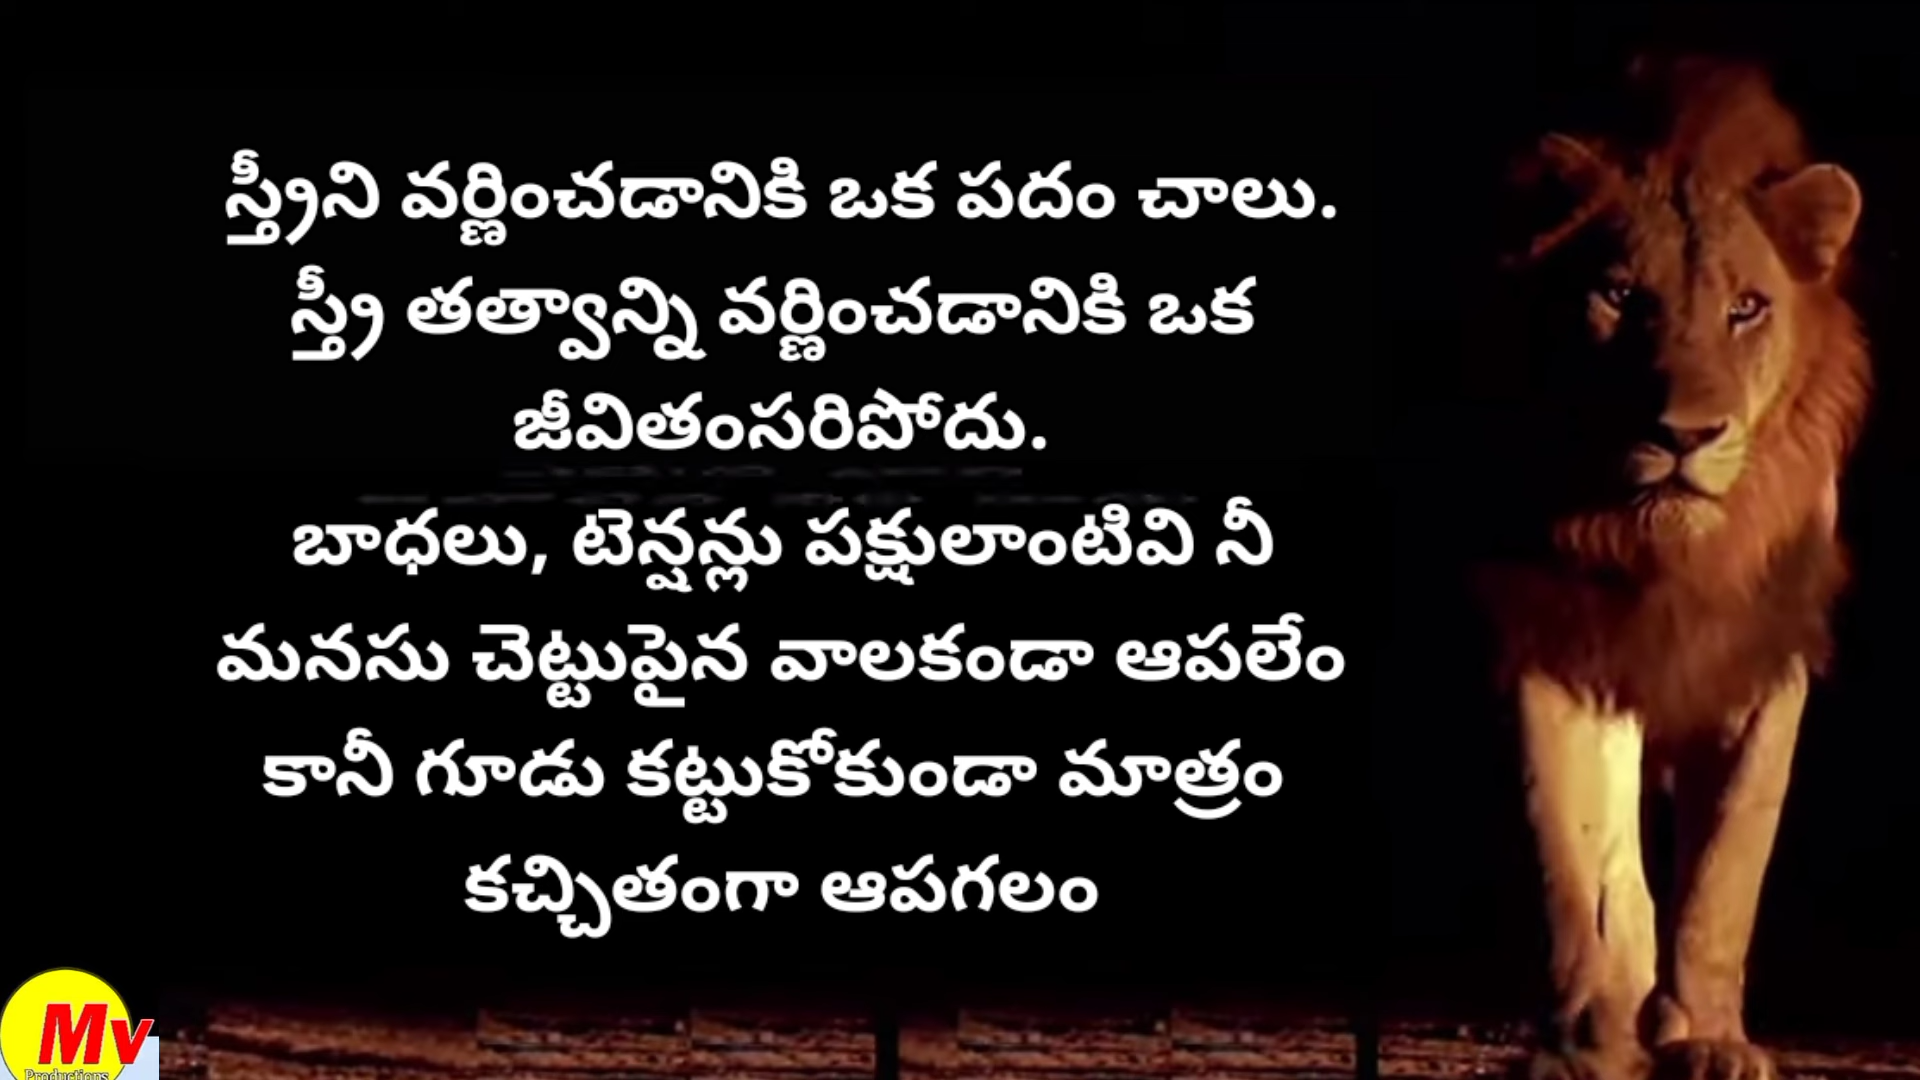 స్త్రీని వర్ణించడానికి ఒక పదం చాలు.
స్త్రీ తత్వాన్ని వర్ణించడానికి ఒక
జీవితంసరిపోదు.
బాధలు, టెన్షన్లు పక్షులాంటివి నీ
మనసు చెట్టుపైన వాలకండా ఆపలేం
కానీ గూడు కట్టుకోకుండా మాత్రం
కచ్చితంగా ఆపగలం
Mv
Productions